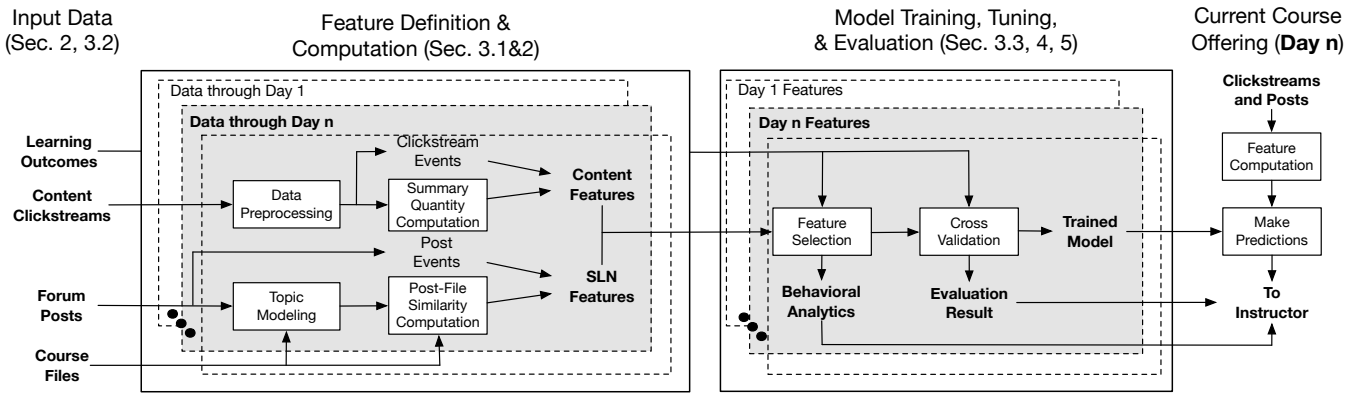 Input Data
(Sec. 2, 3.2)
Feature Definition &
Computation (Sec. 3.1&2)
Model Training, Tuning,
& Evaluation (Sec. 3.3, 4, 5)
Current Course
Offering (Day n)
Learning
Outcomes
Content
Clickstreams
Forum
Posts
Course
Files
Data through Day 1
Data through Day n
Data
Preprocessing
Clickstream
Events
Summary
Quantity
Computation
Content
Features
Post
Events
Topic
Modeling
Post-File
Similarity
Computation
SLN
Features
Day 1 Features
Day n Features
Feature
Selection
Cross
Validation
Trained
Model
Behavioral
Analytics
Evaluation
Result
Clickstreams
and Posts
Feature
Computation
Make
Predictions
To
Instructor